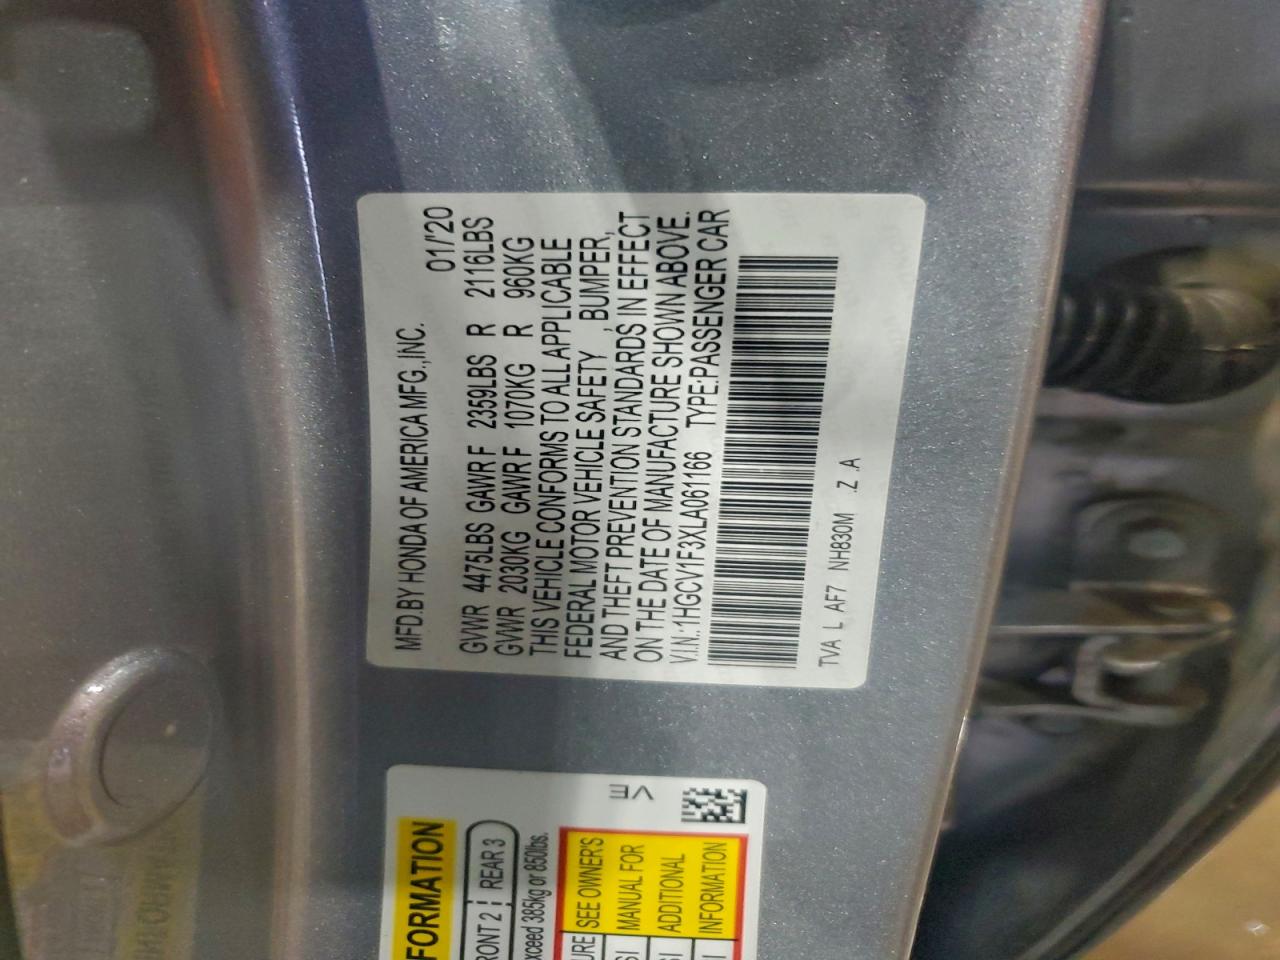 MFD.BY HONDA OF AMERICA MFG.,INC.
01/'20
GVWR 4475LBS GAWR F 2359LBS R 2116LBS
GVWR 2030KG GAWR F 1070KG R 960KG
THIS VEHICLE CONFORMS TO ALL APPLICABLE
FEDERAL MOTOR VEHICLE SAFETY ,BUMPER,
AND THEFT PREVENTION STANDARDS IN EFFECT
ON THE DATE OF MANUFACTURE SHOWN ABOVE.
V.I.N.:1HGCV1F3XLA061166 TYPE:PASSENGER CAR
TVA L AF7 NH830M .Z .A
FORMATION
RONT 2 REAR 3
xceed 385kg or 850lbs.
URE SEE OWNER'S
SI MANUAL FOR
SI ADDITIONAL
I INFORMATION
VE